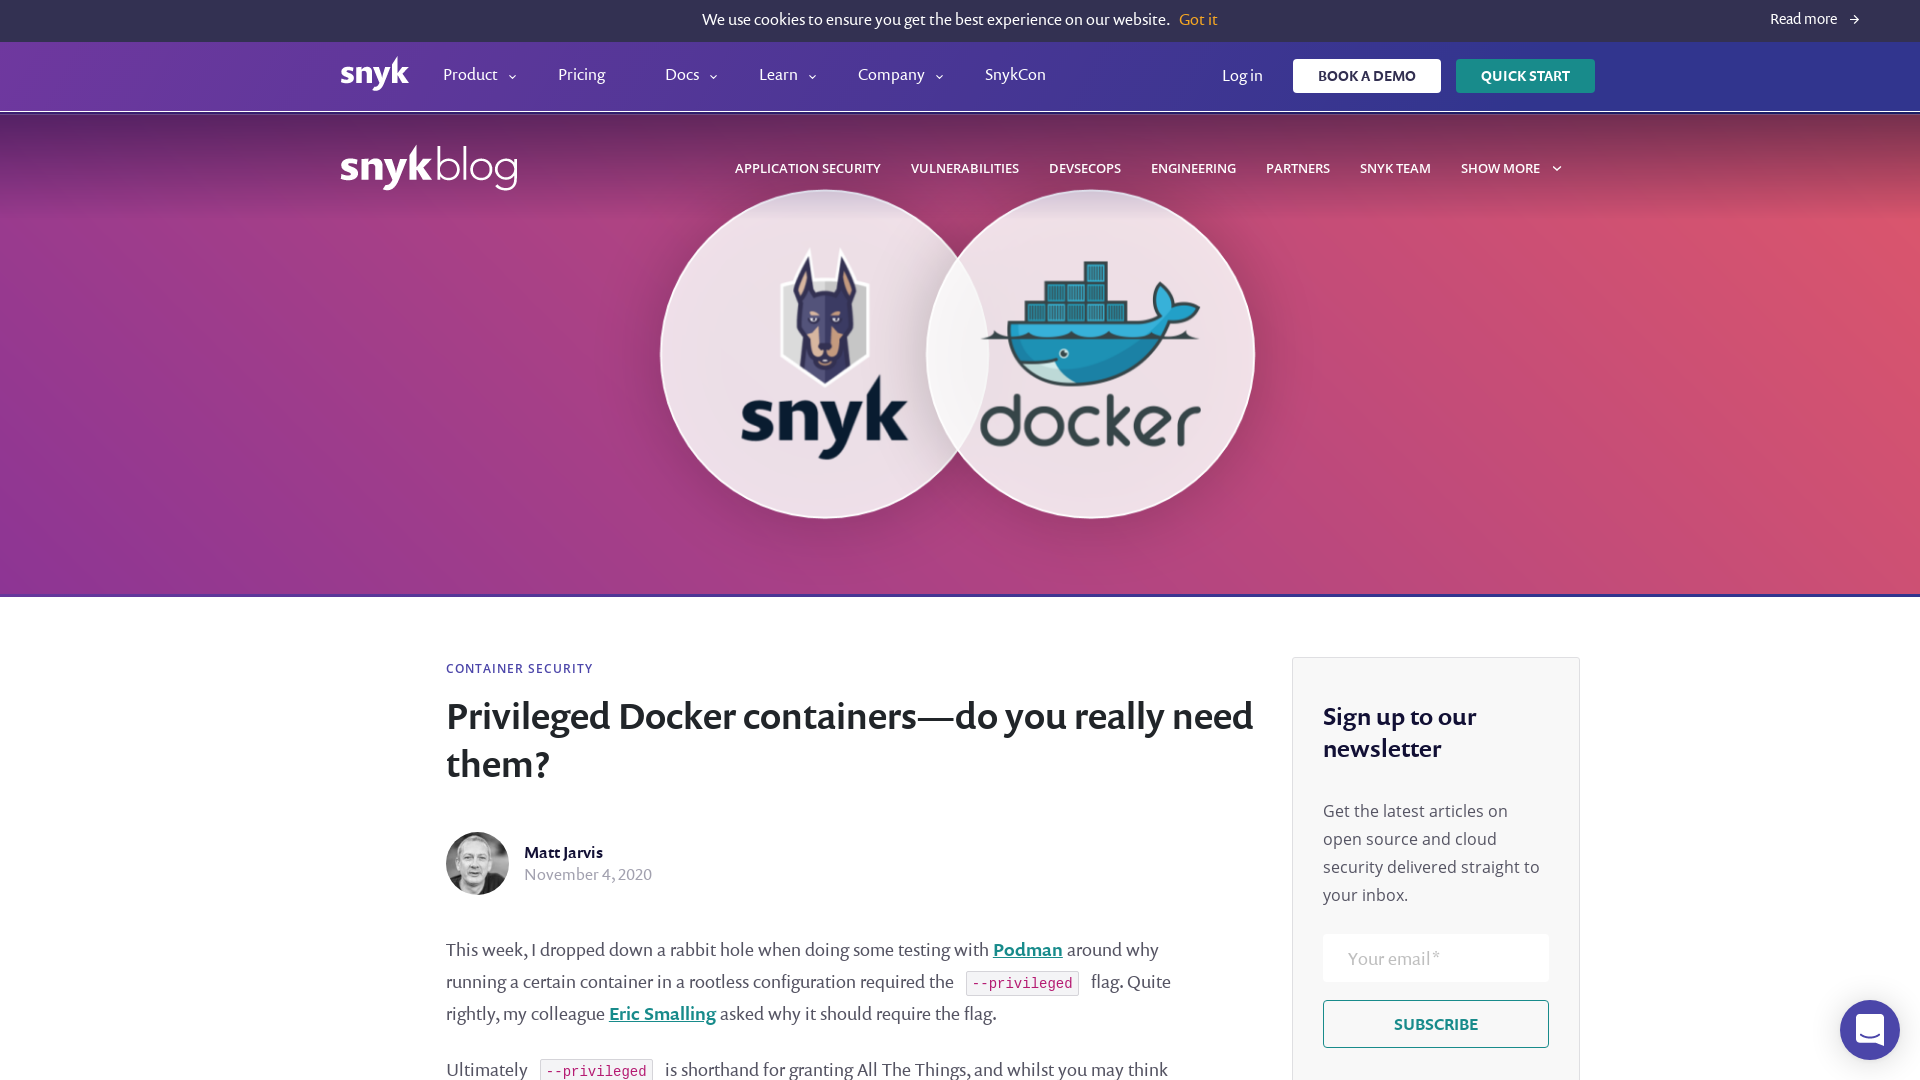 We use cookies to ensure you get the best experience on our website. Got it
Read more
snyk
Product
Pricing
Docs
Learn
Company
SnykCon
Log in
BOOK A DEMO
QUICK START
snykblog
APPLICATION SECURITY
VULNERABILITIES
DEVSECOPS
ENGINEERING
PARTNERS
SNYK TEAM
SHOW MORE
snyk
docker
CONTAINER SECURITY
Privileged Docker containers—do you really need
them?
Matt Jarvis
November 4, 2020
This week, I dropped down a rabbit hole when doing some testing with Podman around why
running a certain container in a rootless configuration required the --privileged flag. Quite
rightly, my colleague Eric Smalling asked why it should require the flag.
Ultimately --privileged is shorthand for granting All The Things, and whilst you may think
Sign up to our
newsletter
Get the latest articles on
open source and cloud
security delivered straight to
your inbox.
Your email*
SUBSCRIBE